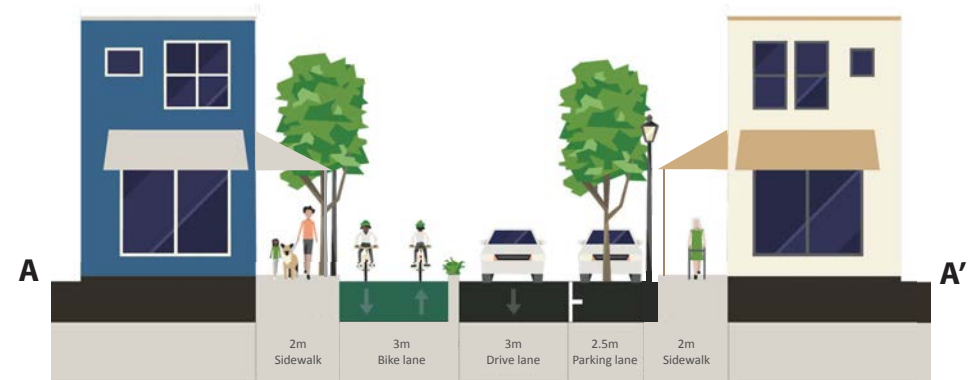 A
A'
2m
Sidewalk
3m
Bike lane
3m
Drive lane
2.5m
Parking lane
2m
Sidewalk